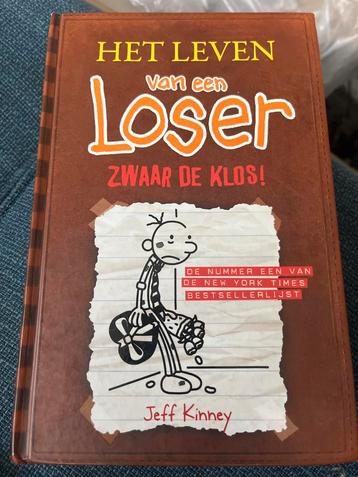 HET LEVEN
van een
Loser
ZWAAR DE KLOS!
DE NUMMER EEN VAN
DE NEW YORK TIMES
BESTSELLERLIJST
Jeff Kinney